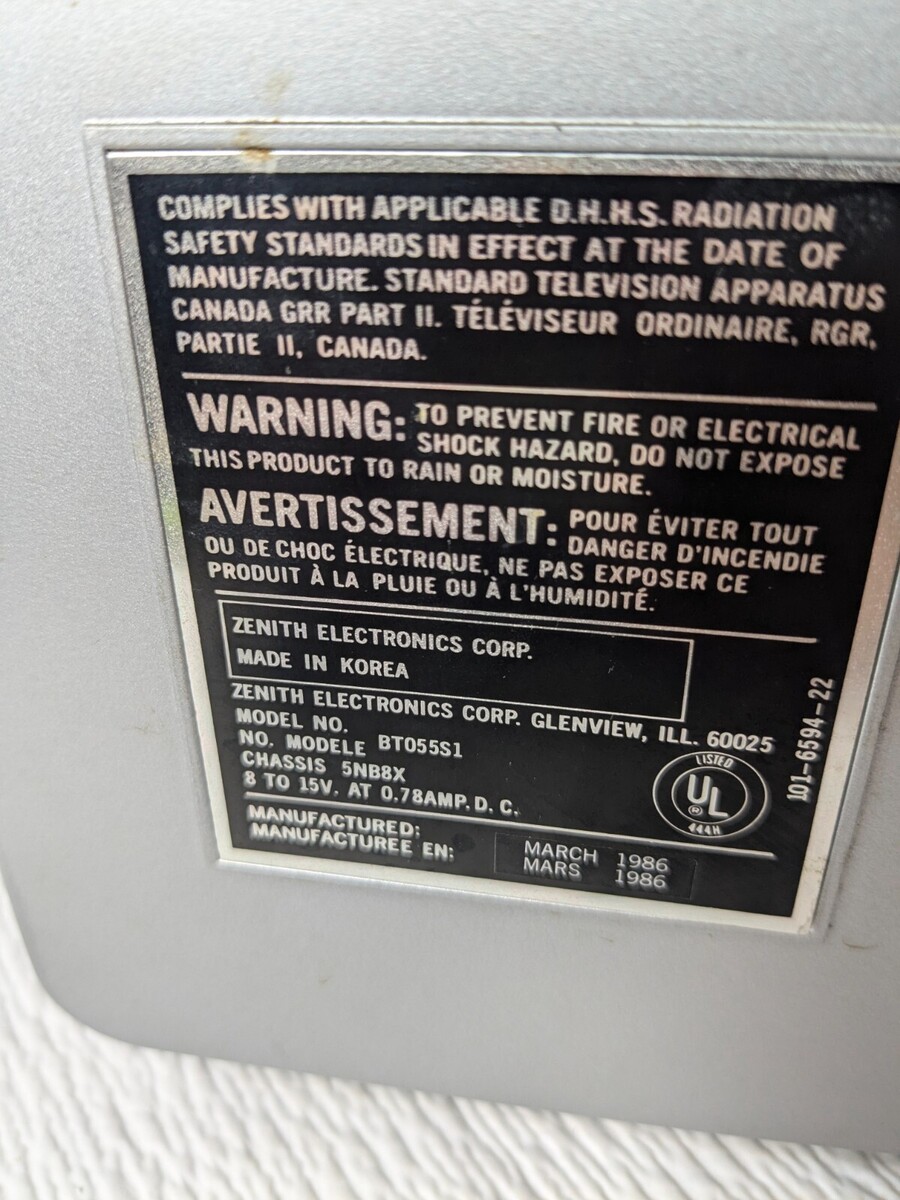 COMPLIES WITH APPLICABLE D.H.H.S. RADIATION
SAFETY STANDARDS IN EFFECT AT THE DATE OF
MANUFACTURE. STANDARD TELEVISION APPARATUS
CANADA GRR PART II. TÉLÉVISEUR ORDINAIRE, RGR,
PARTIE II, CANADA.
WARNING: TO PREVENT FIRE OR ELECTRICAL
SHOCK HAZARD, DO NOT EXPOSE
THIS PRODUCT TO RAIN OR MOISTURE.
AVERTISSEMENT: POUR ÉVITER TOUT
DANGER D'INCENDIE
OU DE CHOC ÉLECTRIQUE, NE PAS EXPOSER CE
PRODUIT À LA PLUIE OU À L'HUMIDITÉ.
ZENITH ELECTRONICS CORP.
MADE IN KOREA
ZENITH ELECTRONICS CORP. GLENVIEW, ILL. 60025
MODEL NO.
NO. MODELE BT055S1
CHASSIS 5NB8X
8 TO 15V. AT 0.78AMP. D. C.
LISTED
UL
®
444H
101-6594-22
MANUFACTURED:
MANUFACTUREE EN:
MARCH 1986
MARS 1986